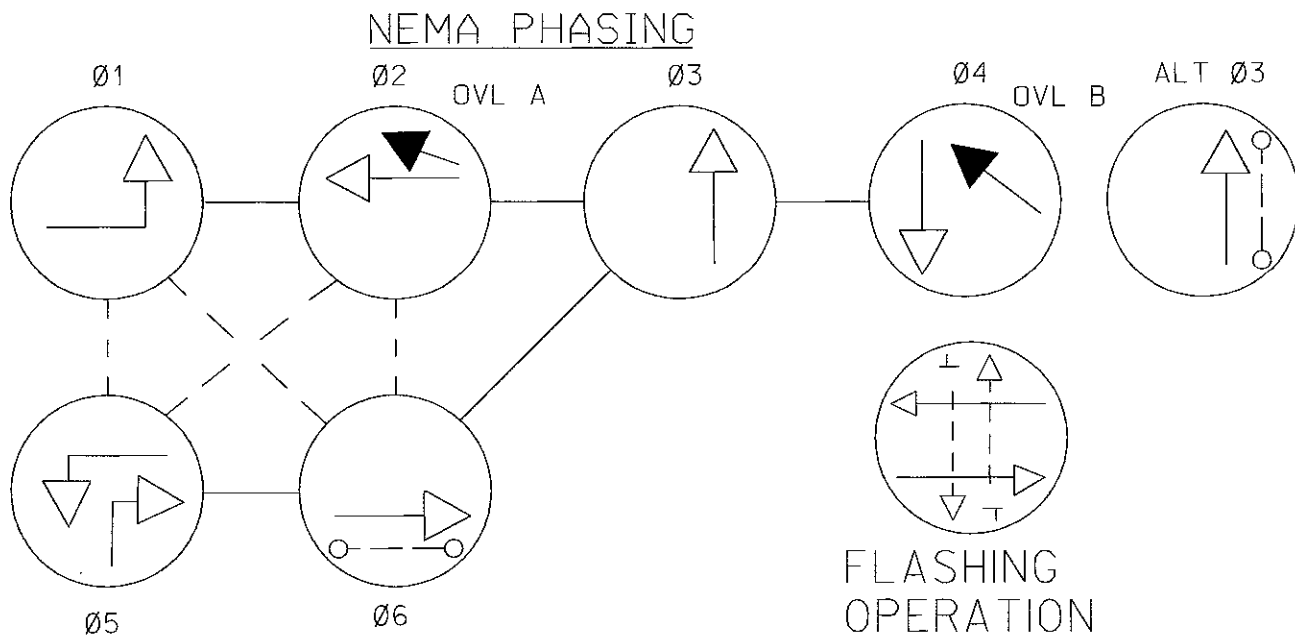 NEMA PHASING
Ø1
Ø2
OVL A
Ø3
Ø4
OVL B
ALT Ø3
Ø5
Ø6
FLASHING
OPERATION